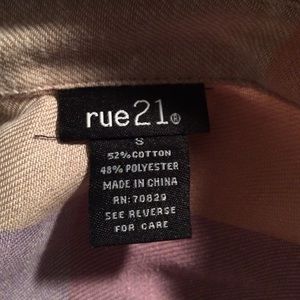 rue21®
S
52% COTTON
48% POLYESTER
MADE IN CHINA
RN: 70829
SEE REVERSE
FOR CARE